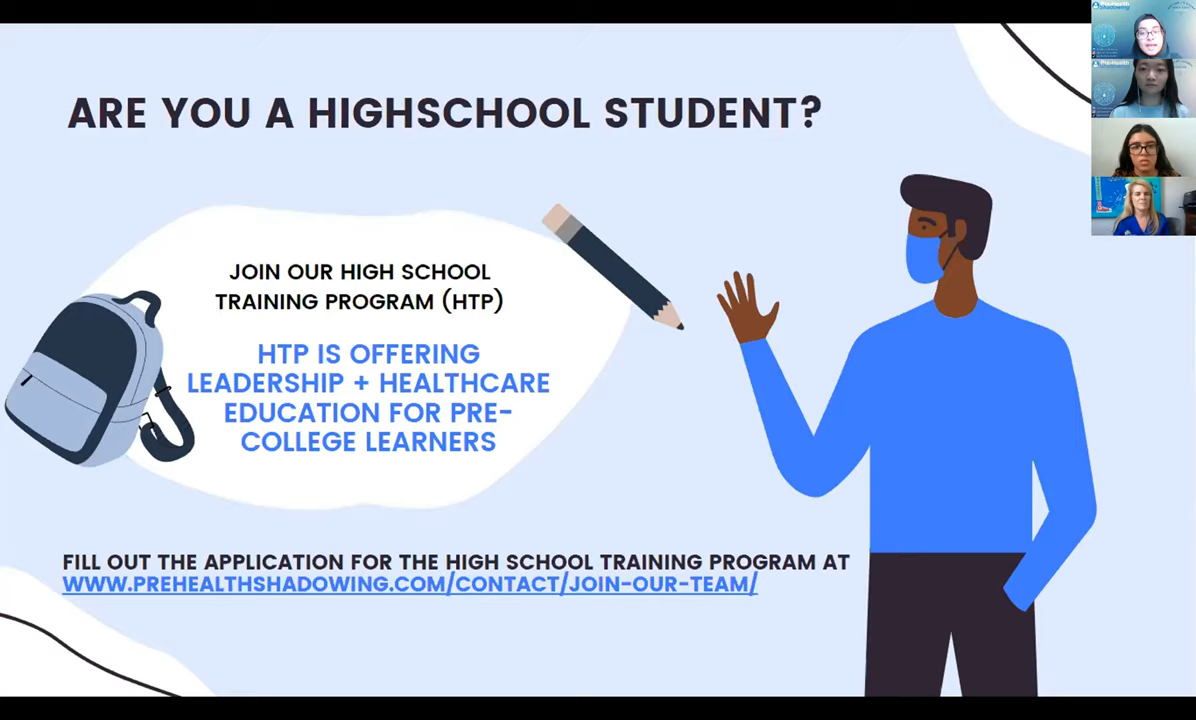 ARE YOU A HIGHSCHOOL STUDENT?
JOIN OUR HIGH SCHOOL
TRAINING PROGRAM (HTP)
HTP IS OFFERING
LEADERSHIP + HEALTHCARE
EDUCATION FOR PRE-
COLLEGE LEARNERS
FILL OUT THE APPLICATION FOR THE HIGH SCHOOL TRAINING PROGRAM AT
WWW.PREHEALTHSHADOWING.COM/CONTACT/JOIN-OUR-TEAM/